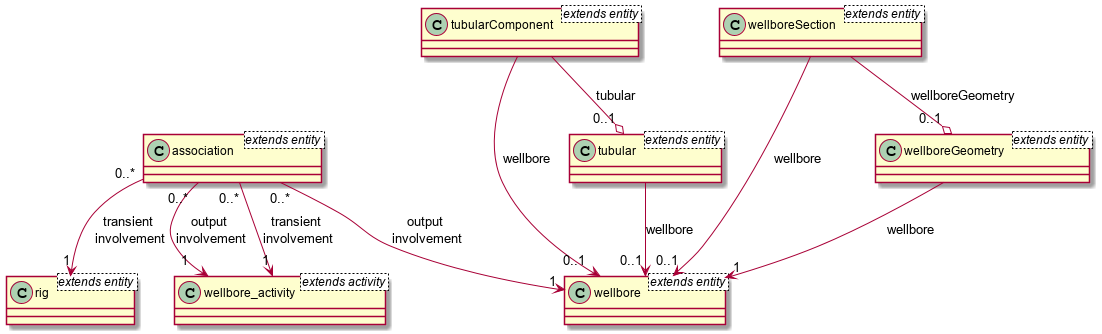 C tubularComponent extends entity
C wellboreSection extends entity
tubular
0..1
wellboreGeometry
0..1
C association extends entity
C tubular extends entity
C wellboreGeometry extends entity
wellbore
wellbore
0..*
0..*
0..*
0..*
transient
involvement
output
involvement
transient
involvement
output
involvement
wellbore
wellbore
1
1
1
1
0..1
0..1
0..1
1
C rig extends entity
C wellbore_activity extends activity
C wellbore extends entity